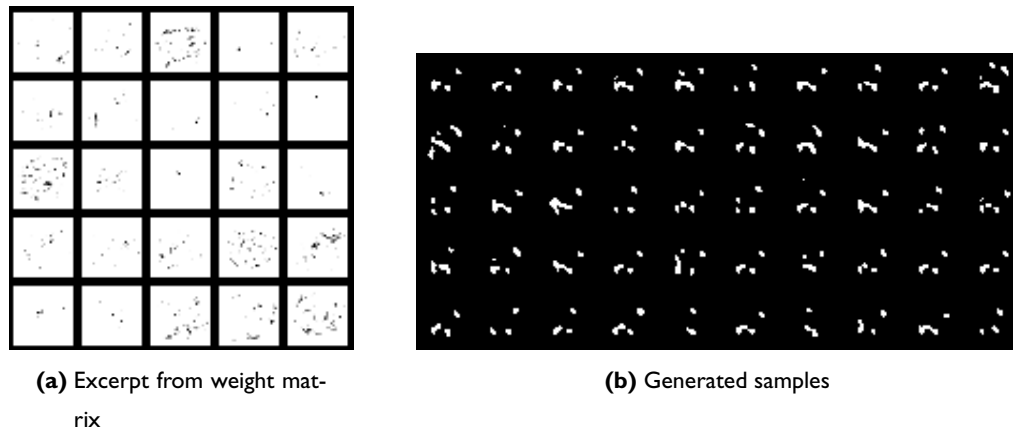 (a) Excerpt from weight mat-
rix
(b) Generated samples